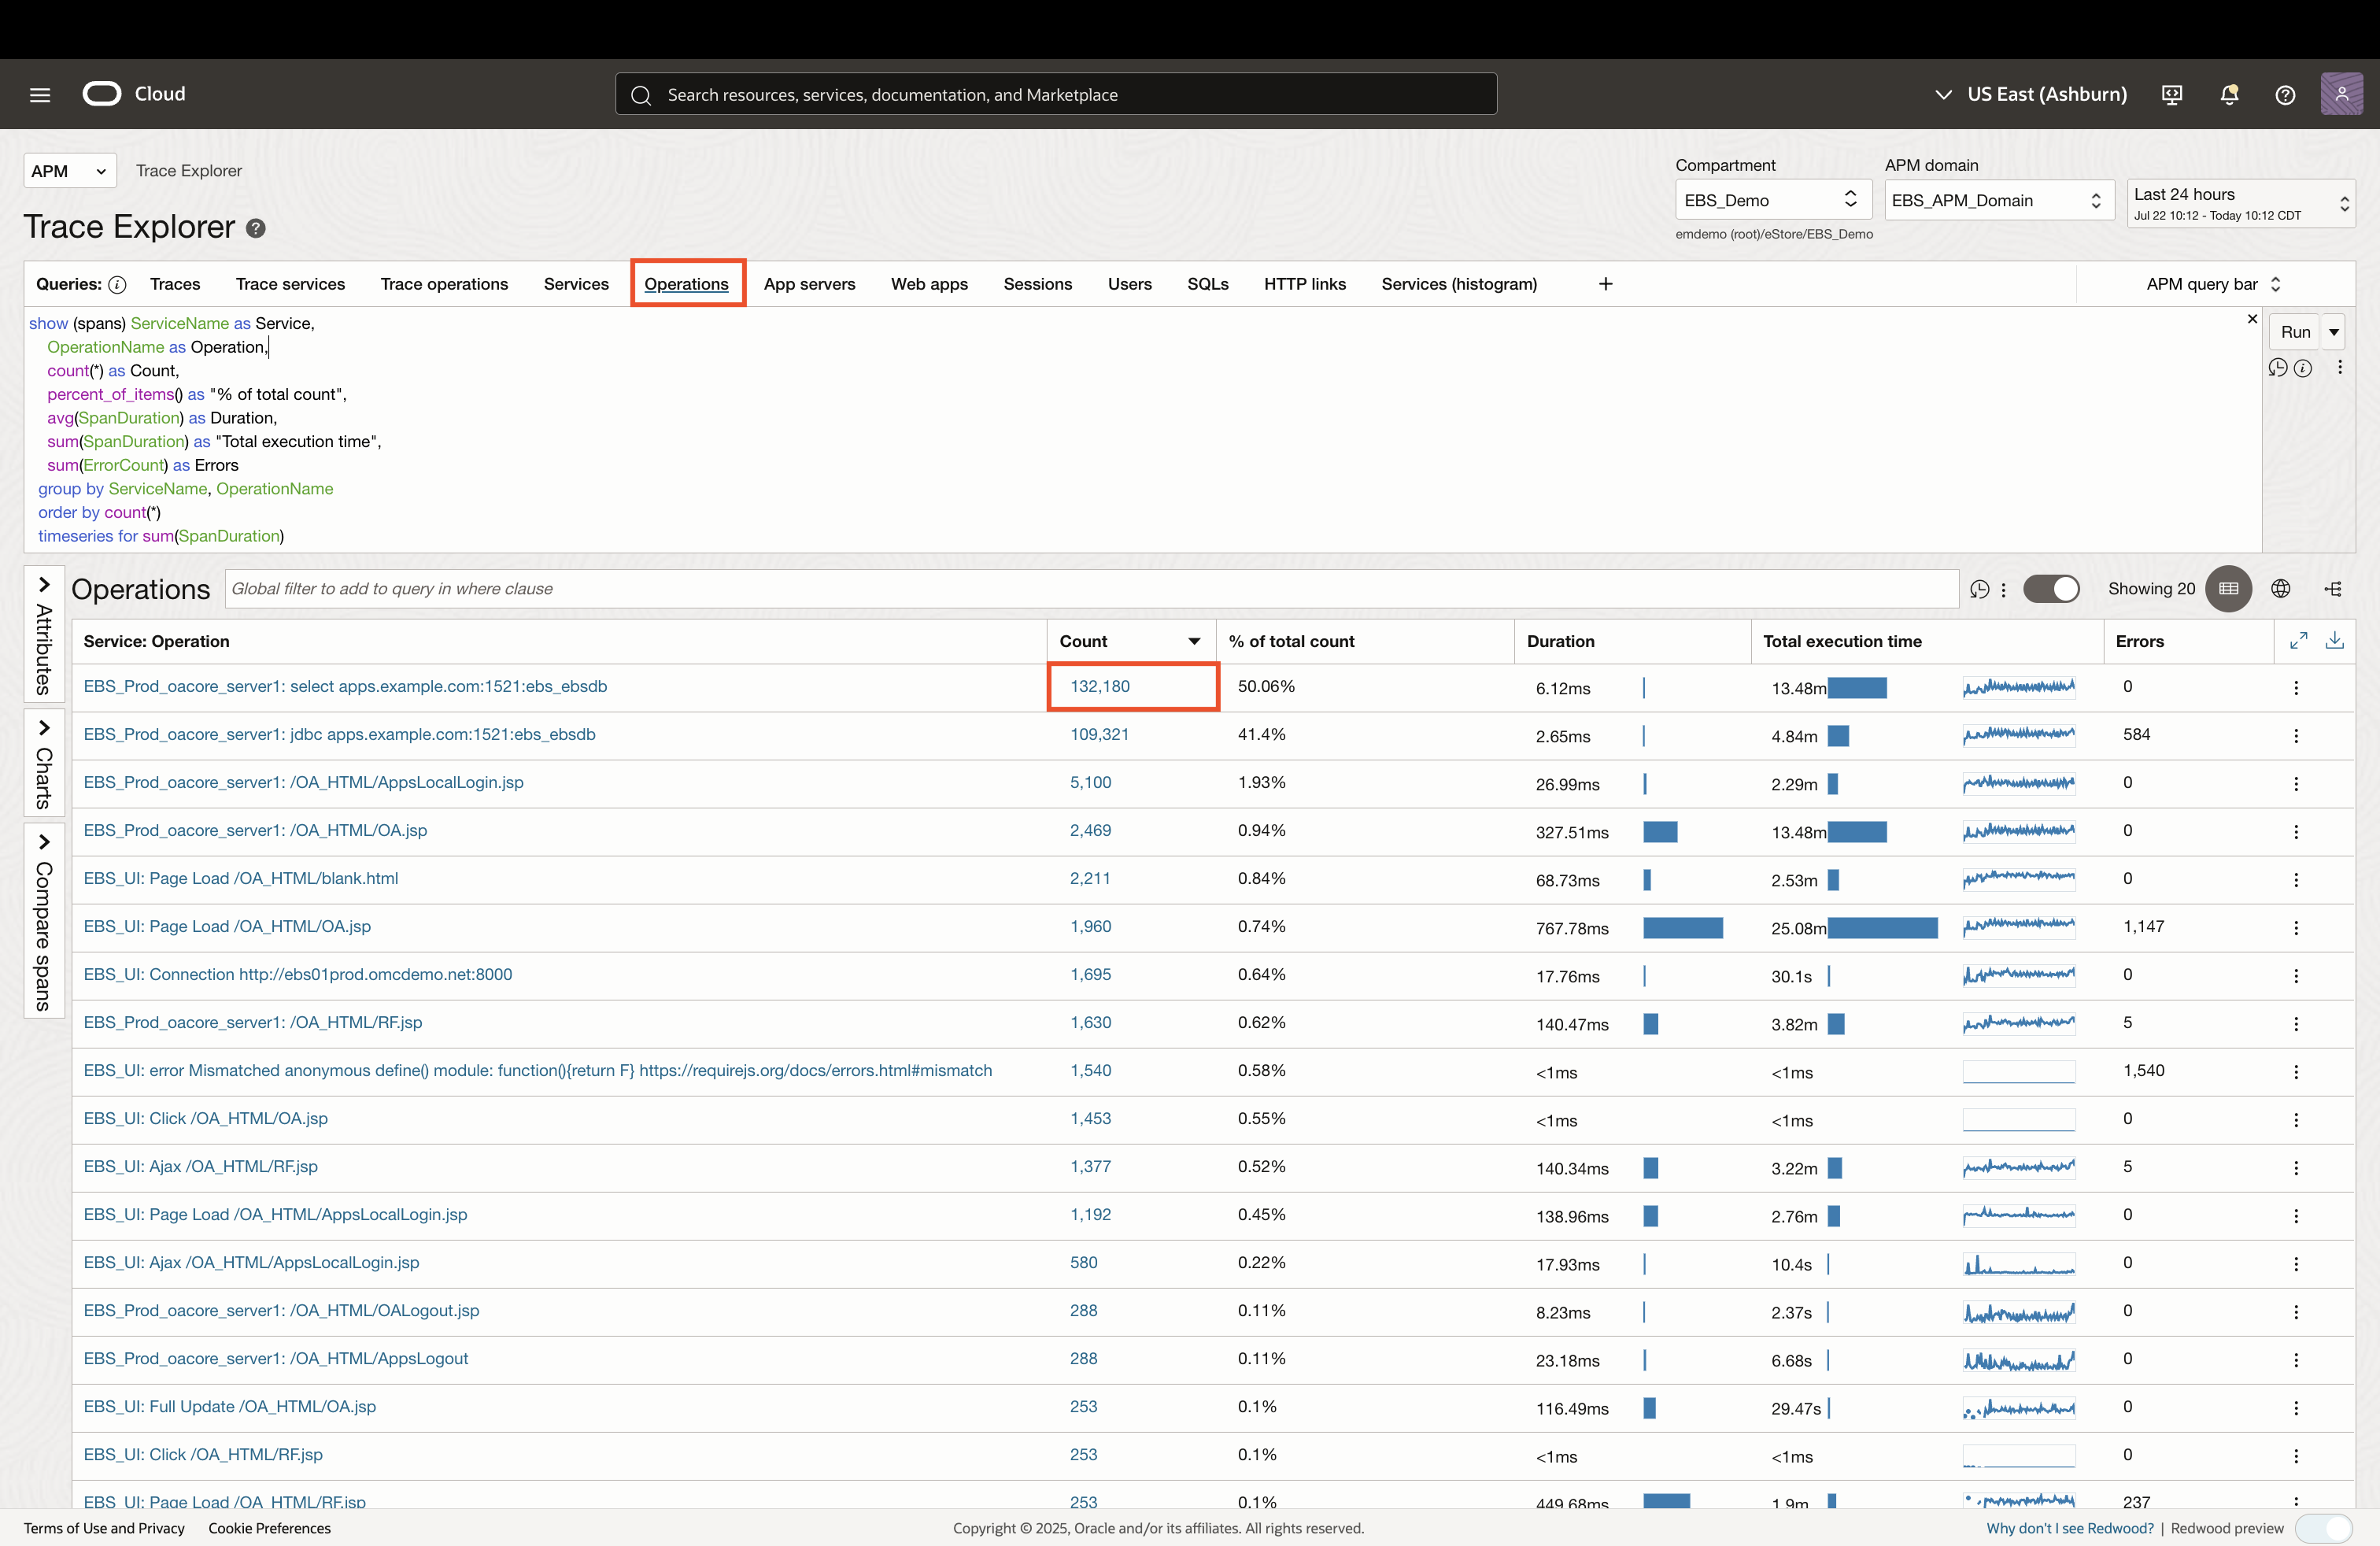 Cloud
Search resources, services, documentation, and Marketplace
US East (Ashburn)
APM
Trace Explorer
Compartment
APM domain
EBS_Demo
EBS_APM_Domain
Last 24 hours
Jul 22 10:12 - Today 10:12 CDT
emdemo (root)/eStore/EBS_Demo
Trace Explorer
Queries: Traces Trace services Trace operations Services Operations App servers Web apps Sessions Users SQLs HTTP links Services (histogram) + APM query bar
show (spans) ServiceName as Service,
OperationName as Operation,
count(*) as Count,
percent_of_items() as "% of total count",
avg(SpanDuration) as Duration,
sum(SpanDuration) as "Total execution time",
sum(ErrorCount) as Errors
group by ServiceName, OperationName
order by count(*)
timeseries for sum(SpanDuration)
Run
Attributes
Charts
Compare spans
Operations Global filter to add to query in where clause Showing 20
Service: Operation Count % of total count Duration Total execution time Errors
EBS_Prod_oacore_server1: select apps.example.com:1521:ebs_ebsdb 132,180 50.06% 6.12ms 13.48m 0
EBS_Prod_oacore_server1: jdbc apps.example.com:1521:ebs_ebsdb 109,321 41.4% 2.65ms 4.84m 584
EBS_Prod_oacore_server1: /OA_HTML/AppsLocalLogin.jsp 5,100 1.93% 26.99ms 2.29m 0
EBS_Prod_oacore_server1: /OA_HTML/OA.jsp 2,469 0.94% 327.51ms 13.48m 0
EBS_UI: Page Load /OA_HTML/blank.html 2,211 0.84% 68.73ms 2.53m 0
EBS_UI: Page Load /OA_HTML/OA.jsp 1,960 0.74% 767.78ms 25.08m 1,147
EBS_UI: Connection http://ebs01prod.omcdemo.net:8000 1,695 0.64% 17.76ms 30.1s 0
EBS_Prod_oacore_server1: /OA_HTML/RF.jsp 1,630 0.62% 140.47ms 3.82m 5
EBS_UI: error Mismatched anonymous define() module: function(){return F} https://requirejs.org/docs/errors.html#mismatch 1,540 0.58% <1ms <1ms 1,540
EBS_UI: Click /OA_HTML/OA.jsp 1,453 0.55% <1ms <1ms 0
EBS_UI: Ajax /OA_HTML/RF.jsp 1,377 0.52% 140.34ms 3.22m 5
EBS_UI: Page Load /OA_HTML/AppsLocalLogin.jsp 1,192 0.45% 138.96ms 2.76m 0
EBS_UI: Ajax /OA_HTML/AppsLocalLogin.jsp 580 0.22% 17.93ms 10.4s 0
EBS_Prod_oacore_server1: /OA_HTML/OALogout.jsp 288 0.11% 8.23ms 2.37s 0
EBS_Prod_oacore_server1: /OA_HTML/AppsLogout 288 0.11% 23.18ms 6.68s 0
EBS_UI: Full Update /OA_HTML/OA.jsp 253 0.1% 116.49ms 29.47s 0
EBS_UI: Click /OA_HTML/RF.jsp 253 0.1% <1ms <1ms 0
EBS_UI: Page Load /OA_HTML/RF.jsp 253 0.1% 449.68ms 1.9m 237
Terms of Use and Privacy Cookie Preferences Copyright © 2025, Oracle and/or its affiliates. All rights reserved. Why don't I see Redwood? | Redwood preview